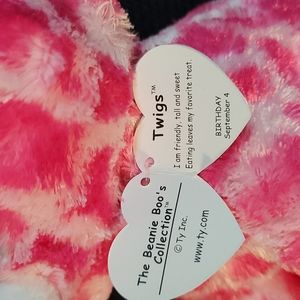 Twigs™
I am friendly, tall and sweet
Eating leaves my favorite treat.
BIRTHDAY
September 4
The Beanie Boo's
Collection™
© Ty Inc.
www.ty.com